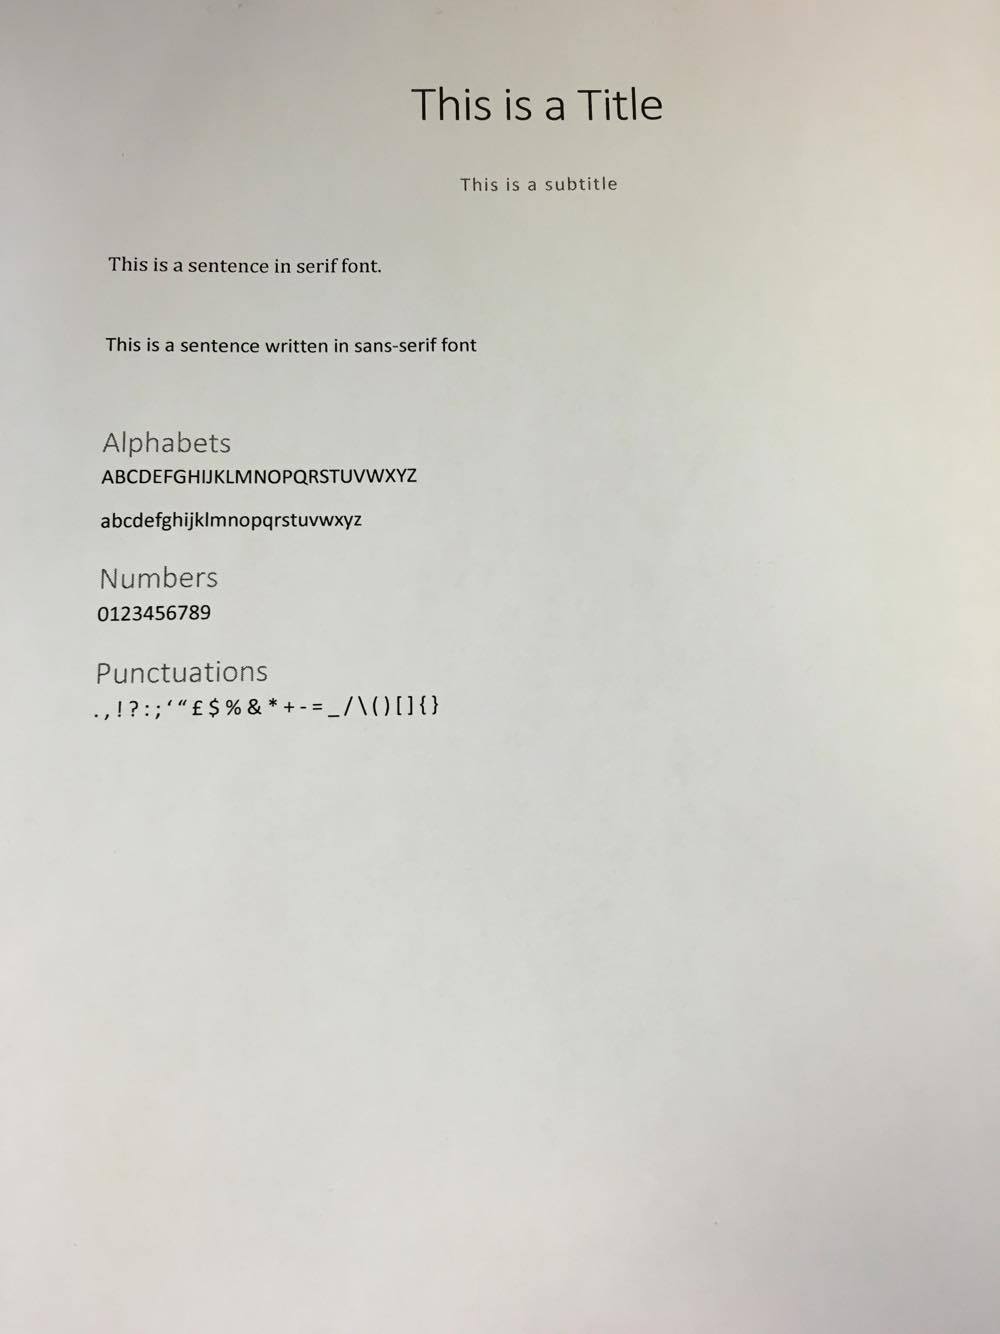 This is a Title
This is a subtitle
This is a sentence in serif font.
This is a sentence written in sans-serif font
Alphabets
ABCDEFGHIJKLMNOPQRSTUVWXYZ
abcdefghijklmnopqrstuvwxyz
Numbers
0123456789
Punctuations
. , ! ? : ; ‘ “ £ $ % & * + - = _ / \ ( ) [ ] { }